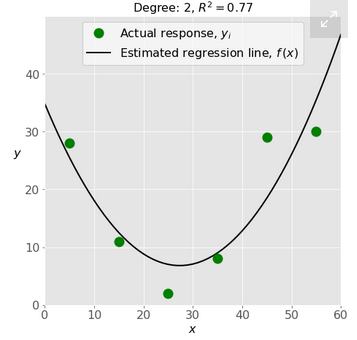 Degree: 2, R² = 0.77
Actual response, yᵢ
Estimated regression line, f(x)
40
30
y
20
10
0
0 10 20 30 40 50 60
x